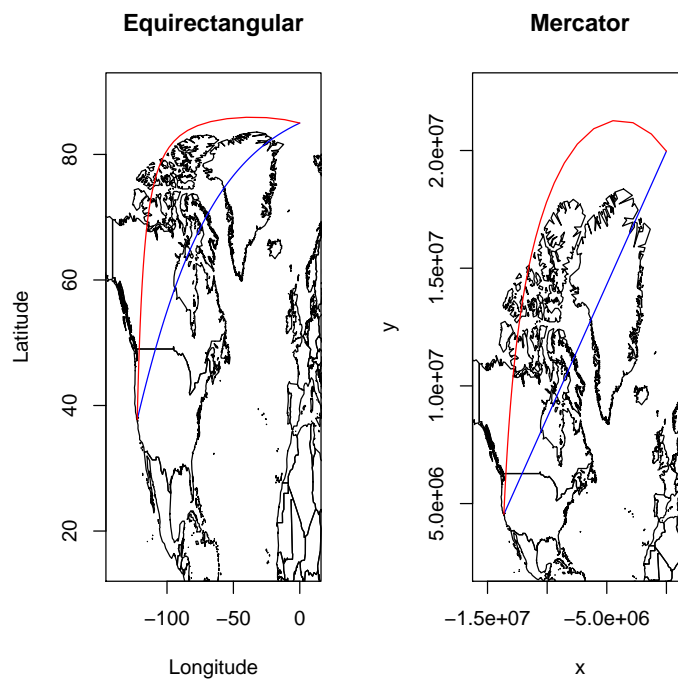 Equirectangular
Latitude
80
60
40
20
−100
−50
0
Longitude
Mercator
y
2.0e+07
1.5e+07
1.0e+07
5.0e+06
−1.5e+07
−5.0e+06
x